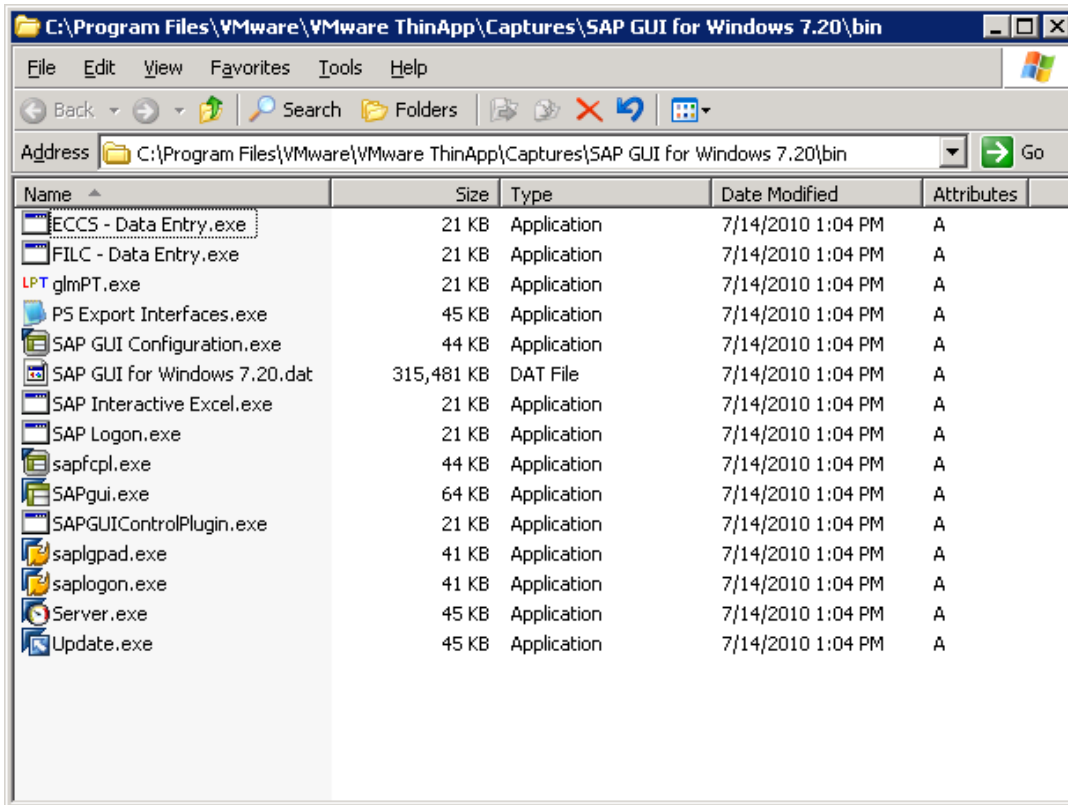 C:\Program Files\VMware\VMware ThinApp\Captures\SAP GUI for Windows 7.20\bin
File Edit View Favorites Tools Help
Back Search Folders
Address C:\Program Files\VMware\VMware ThinApp\Captures\SAP GUI for Windows 7.20\bin Go
Name Size Type Date Modified Attributes
ECCS - Data Entry.exe 21 KB Application 7/14/2010 1:04 PM A
FILC - Data Entry.exe 21 KB Application 7/14/2010 1:04 PM A
LPT glmPT.exe 21 KB Application 7/14/2010 1:04 PM A
PS Export Interfaces.exe 45 KB Application 7/14/2010 1:04 PM A
SAP GUI Configuration.exe 44 KB Application 7/14/2010 1:04 PM A
SAP GUI for Windows 7.20.dat 315,481 KB DAT File 7/14/2010 1:04 PM A
SAP Interactive Excel.exe 21 KB Application 7/14/2010 1:04 PM A
SAP Logon.exe 21 KB Application 7/14/2010 1:04 PM A
sapfcpl.exe 44 KB Application 7/14/2010 1:04 PM A
SAPgui.exe 64 KB Application 7/14/2010 1:04 PM A
SAPGUIControlPlugin.exe 21 KB Application 7/14/2010 1:04 PM A
saplgpad.exe 41 KB Application 7/14/2010 1:04 PM A
saplogon.exe 41 KB Application 7/14/2010 1:04 PM A
Server.exe 45 KB Application 7/14/2010 1:04 PM A
Update.exe 45 KB Application 7/14/2010 1:04 PM A